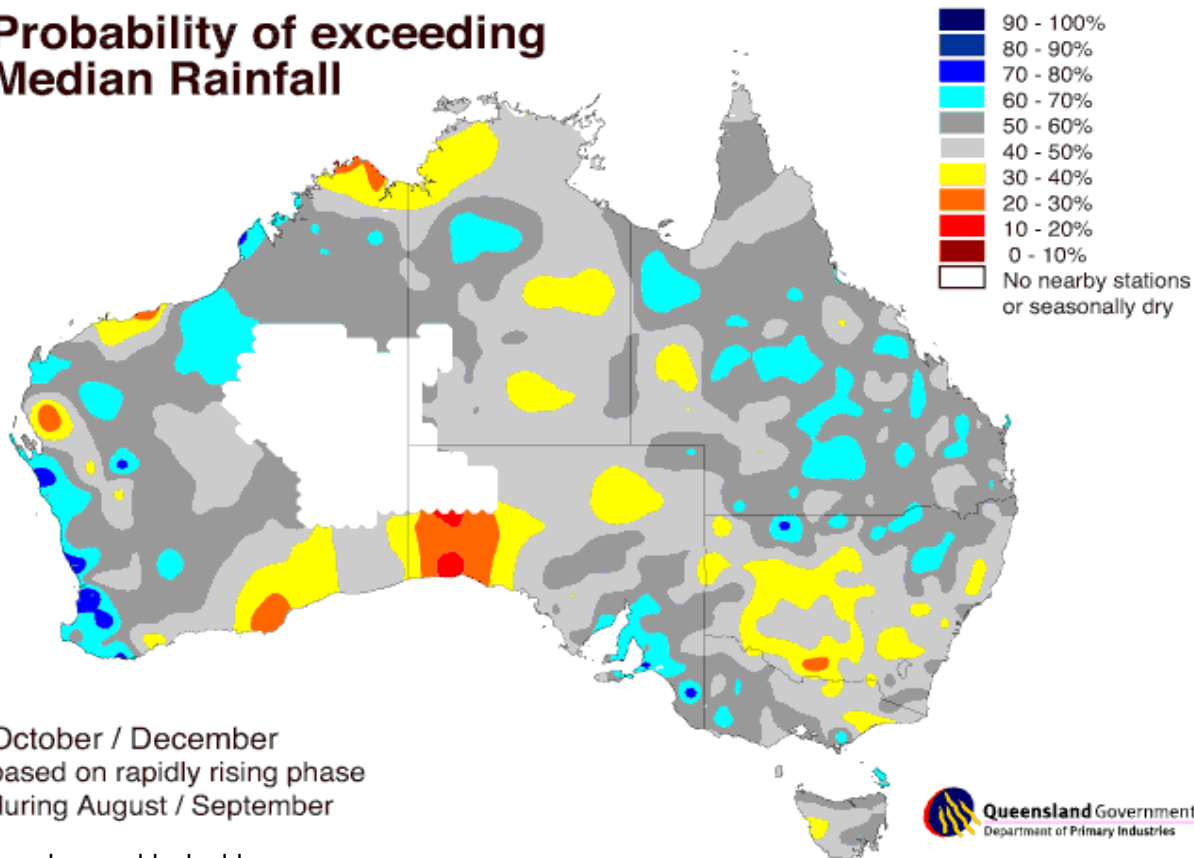 Probability of exceeding
Median Rainfall
90 - 100%
80 - 90%
70 - 80%
60 - 70%
50 - 60%
40 - 50%
30 - 40%
20 - 30%
10 - 20%
0 - 10%
No nearby stations
or seasonally dry
October / December
based on rapidly rising phase
during August / September
Queensland Government
Department of Primary Industries